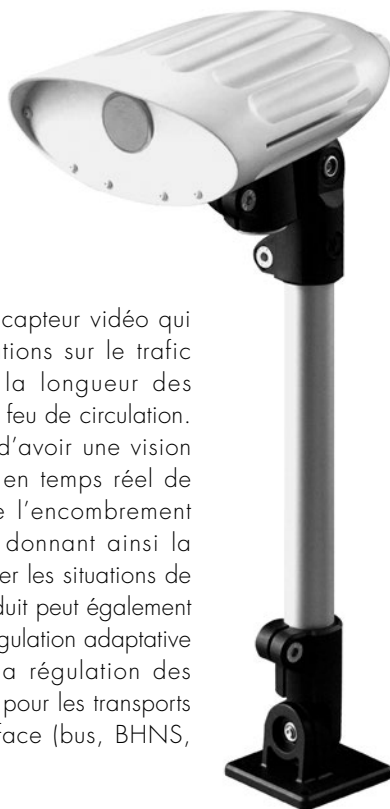 capteur vidéo qui
tions sur le trafic
la longueur des
feu de circulation.
d'avoir une vision
en temps réel de
e l'encombrement
donnant ainsi la
er les situations de
duit peut également
gulation adaptative
a régulation des
pour les transports
face (bus, BHNS,